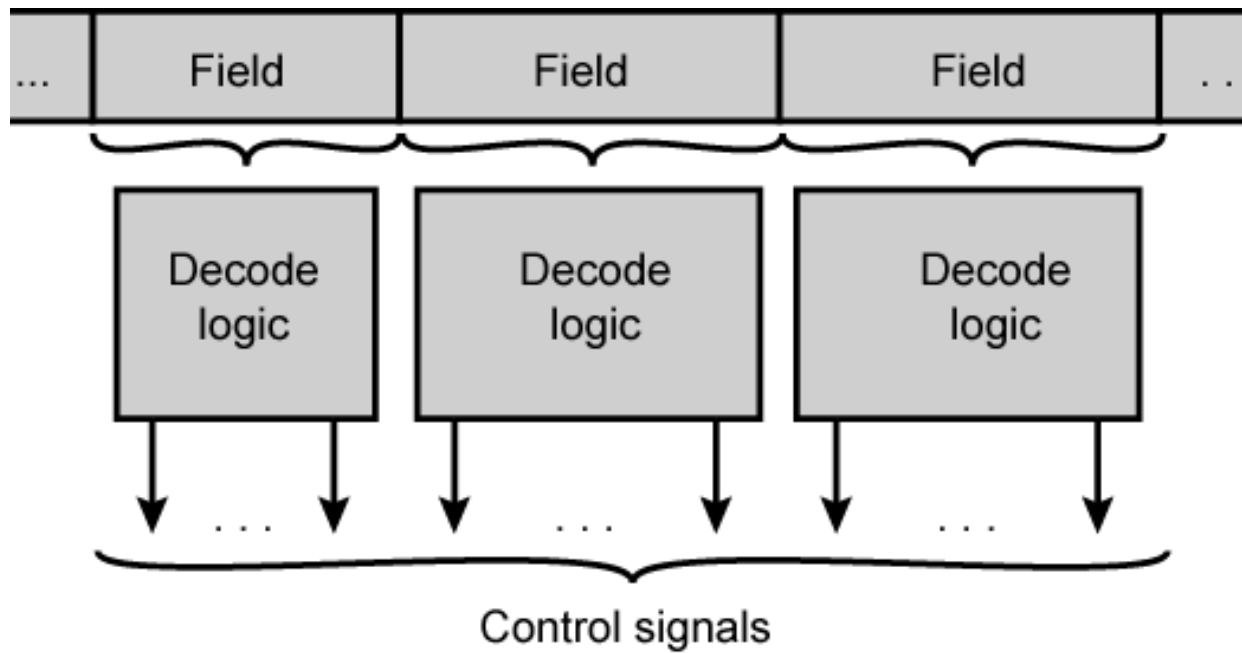 ... Field Field Field . .
Decode Decode Decode
logic logic logic
. . . . . . . . .
Control signals